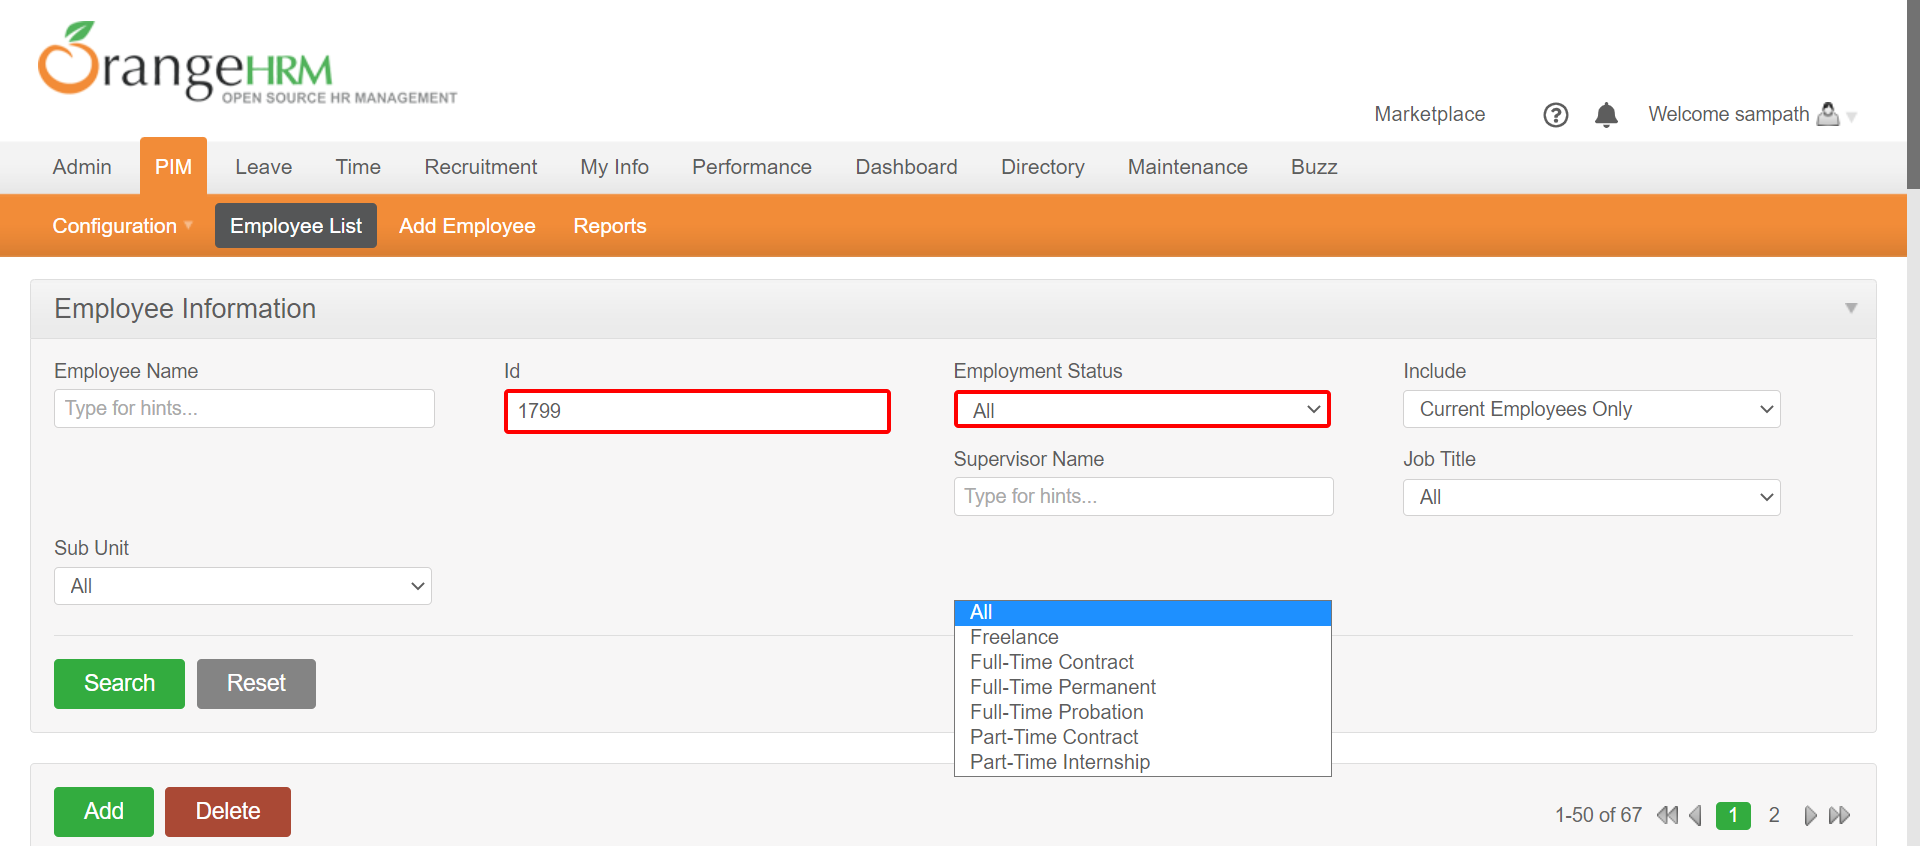 OrangeHRM
OPEN SOURCE HR MANAGEMENT
Marketplace ? Welcome sampath
Admin PIM Leave Time Recruitment My Info Performance Dashboard Directory Maintenance Buzz
Configuration Employee List Add Employee Reports
Employee Information
Employee Name Id Employment Status Include
Type for hints... 1799 All Current Employees Only
Supervisor Name Job Title
Type for hints... All
Sub Unit
All
All
Freelance
Full-Time Contract
Full-Time Permanent
Full-Time Probation
Part-Time Contract
Part-Time Internship
Search Reset
Add Delete
1-50 of 67 1 2